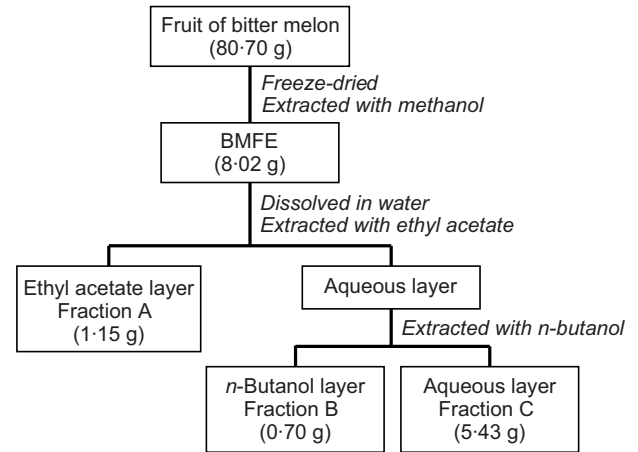 Fruit of bitter melon
(80·70 g)
Freeze-dried
Extracted with methanol
BMFE
(8·02 g)
Dissolved in water
Extracted with ethyl acetate
Ethyl acetate layer
Fraction A
(1·15 g)
Aqueous layer
Extracted with n-butanol
n-Butanol layer
Fraction B
(0·70 g)
Aqueous layer
Fraction C
(5·43 g)